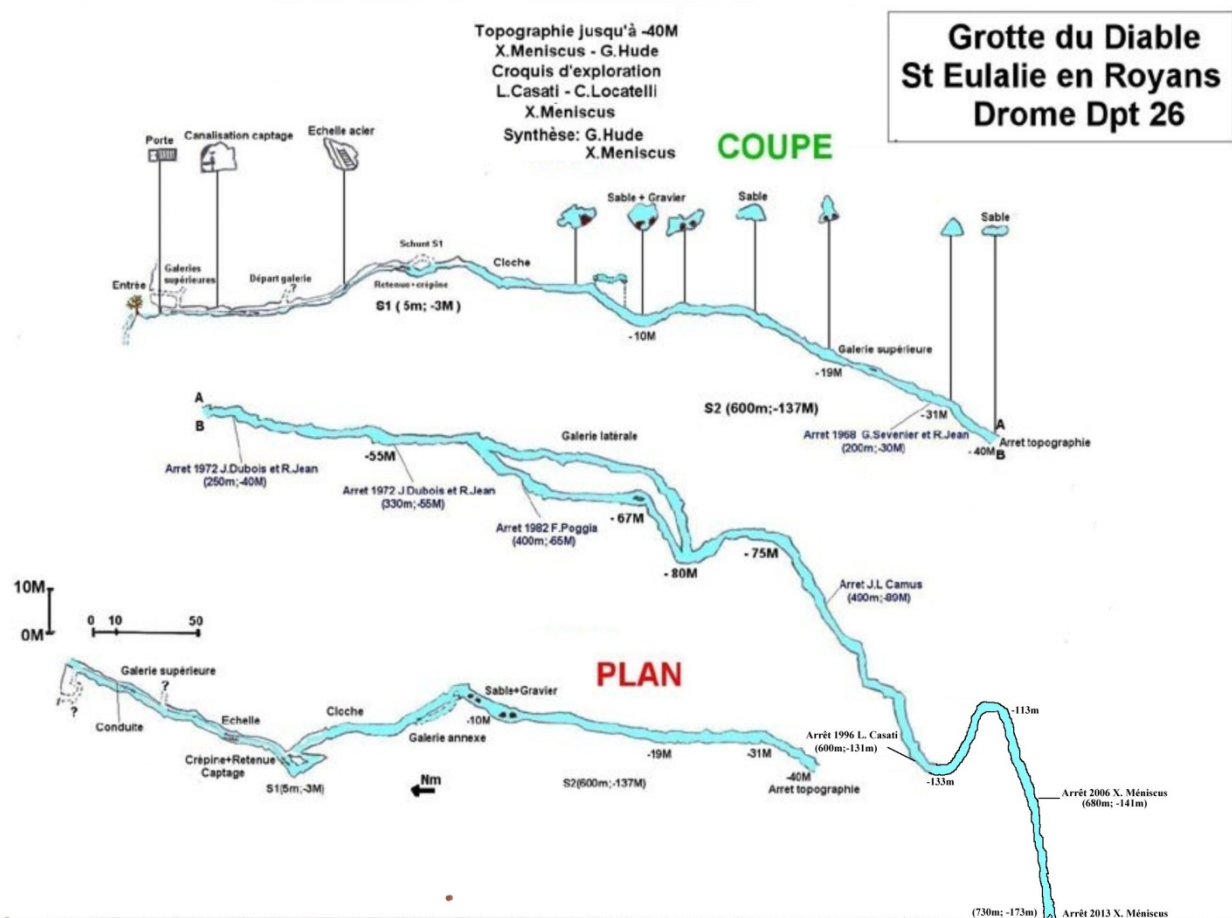 Topographie jusqu'à -40M
X.Meniscus - G.Hude
Croquis d'exploration
L.Casati - C.Locatelli
X.Meniscus
Synthèse: G.Hude
X.Meniscus
Grotte du Diable
St Eulalie en Royans
Drome Dpt 26
COUPE
Porte
Canalisation captage
Echelle acier
Sable + Gravier
Sable
Sable
Entrée
Galeries
supérieures
Départ galerie
?
Schunt S1
Retenue+crépine
S1 ( 5m; -3M )
Cloche
-10M
Galerie supérieure
-19M
S2 (600m;-137M)
-31M
Arret 1968 G.Sevenier et R.Jean
(200m;-30M)
A
-40M
B
Arret topographie
A
B
Arret 1972 J.Dubois et R.Jean
(250m;-40M)
-55M
Arret 1972 J.Dubois et R.Jean
(330m;-55M)
Galerie latérale
Arret 1982 F.Poggia
(400m;-65M)
- 67M
- 80M
- 75M
Arret J.L Camus
(490m;-89M)
10M
0M
0 10 50
PLAN
Galerie supérieure
?
?
Conduite
Echelle
Crépine+Retenue
Captage
S1(5m;-3M)
Cloche
-10M
Sable+Gravier
Galerie annexe
Nm
-19M
S2(600m;-137M)
-31M
-40M
Arret topographie
Arrêt 1996 L. Casati
(600m;-131m)
-133m
-113m
Arrêt 2006 X. Méniscus
(680m; -141m)
(730m; -173m)
Arrêt 2013 X. Méniscus